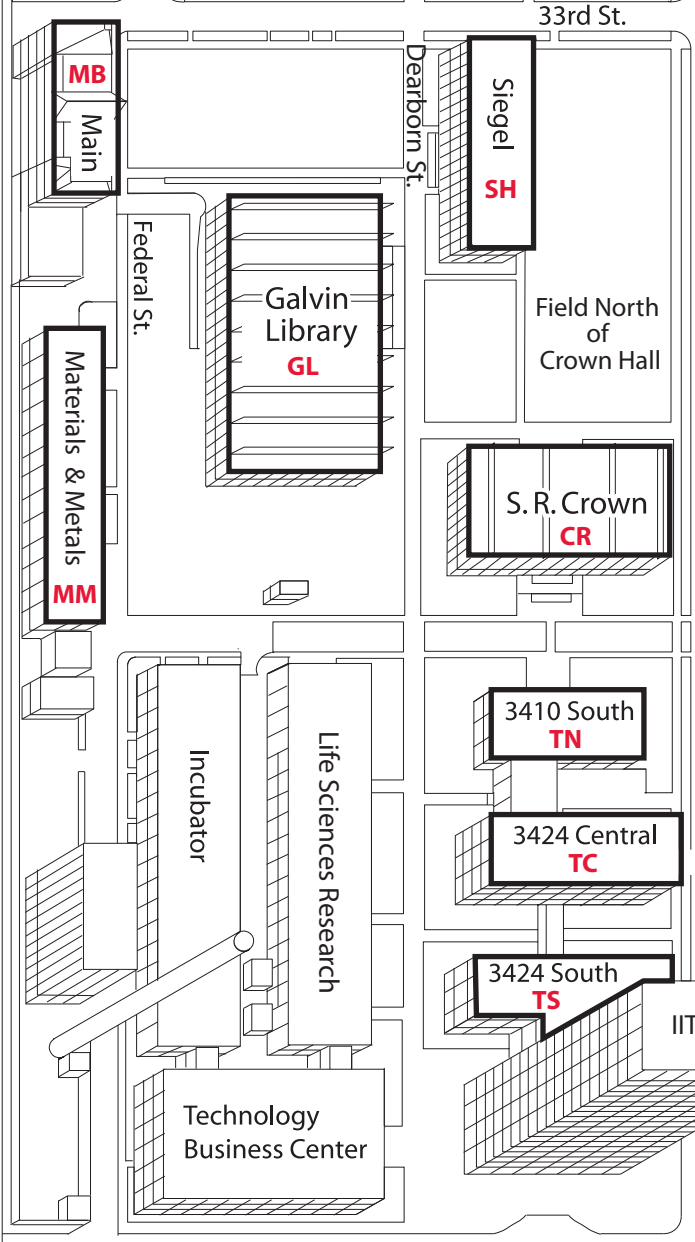 33rd St.
MB
Main
Dearborn St.
Siegel
SH
Federal St.
Galvin
Library
GL
Field North
of
Crown Hall
Materials & Metals
MM
S. R. Crown
CR
3410 South
TN
Incubator
Life Sciences Research
3424 Central
TC
3424 South
TS
IIT
Technology
Business Center